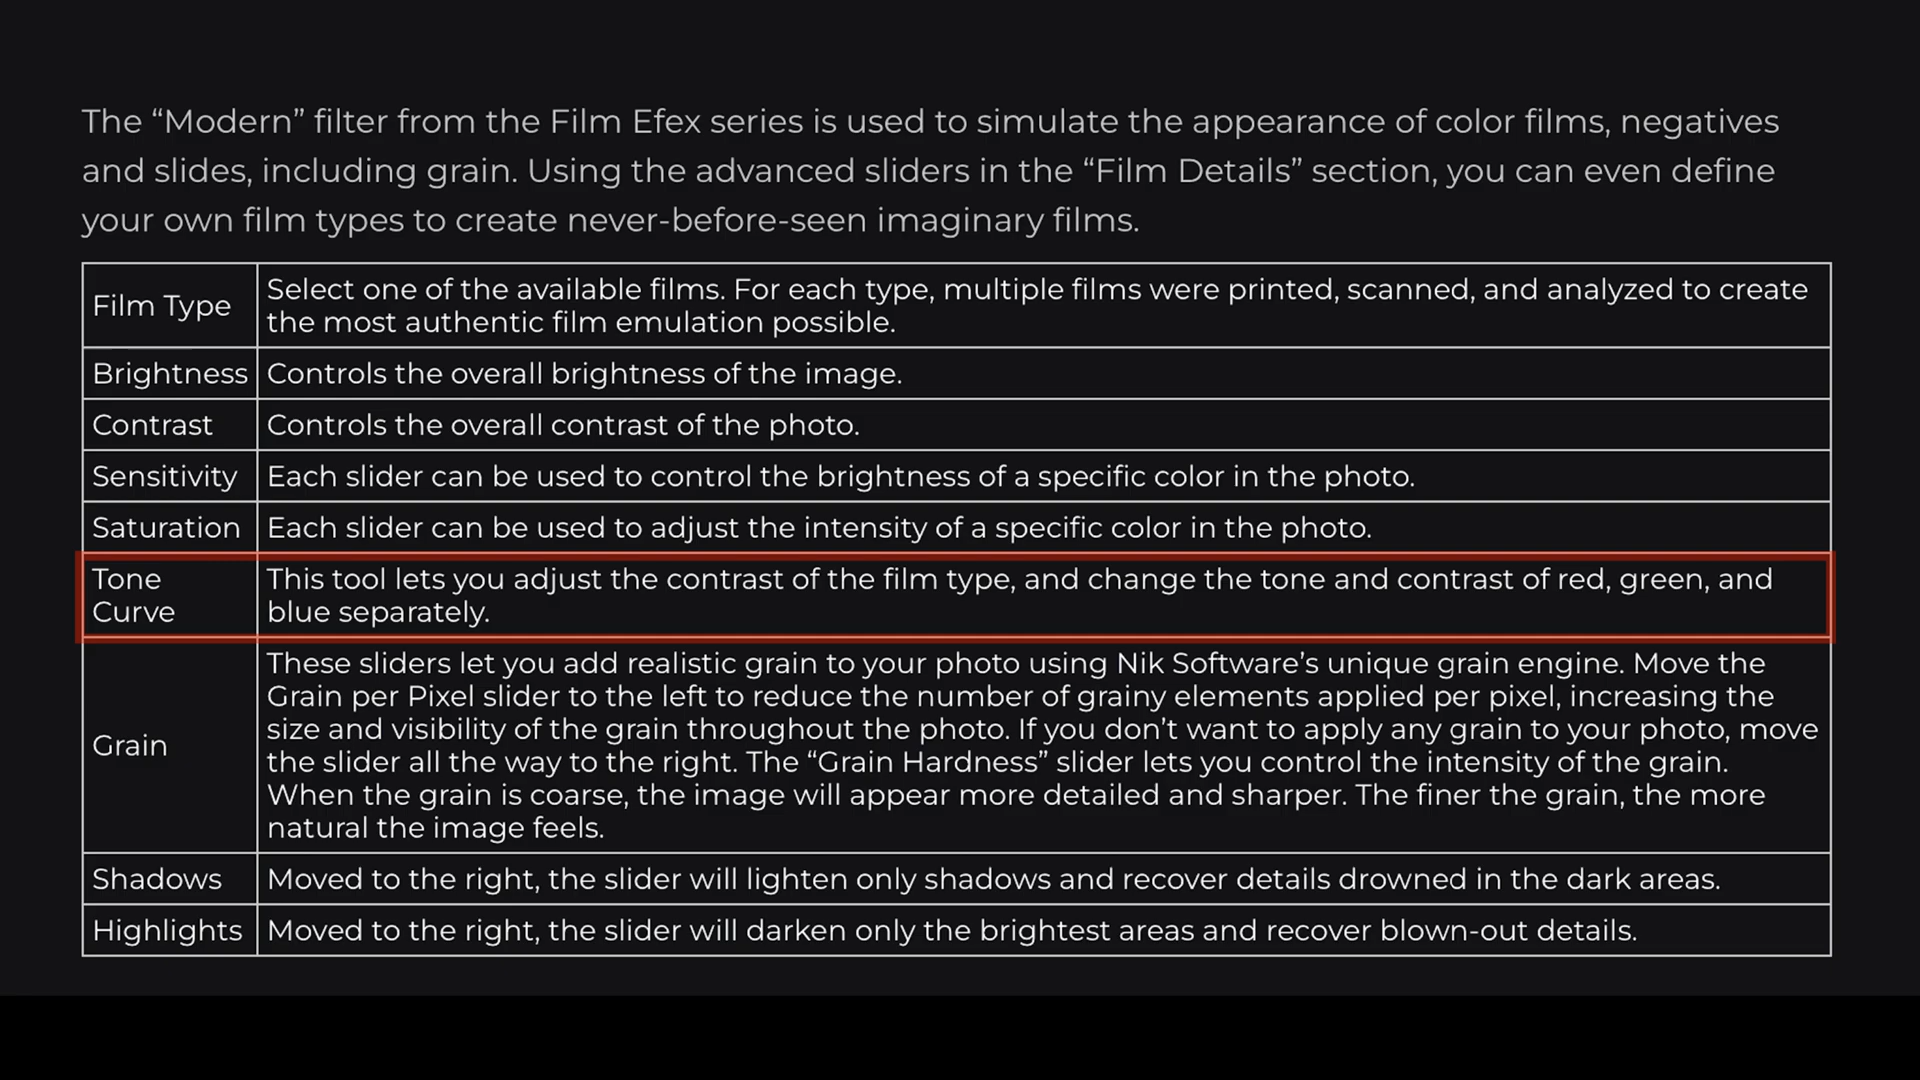 The “Modern” filter from the Film Efex series is used to simulate the appearance of color films, negatives
and slides, including grain. Using the advanced sliders in the “Film Details” section, you can even define
your own film types to create never-before-seen imaginary films.
Film Type
Select one of the available films. For each type, multiple films were printed, scanned, and analyzed to create
the most authentic film emulation possible.
Brightness
Controls the overall brightness of the image.
Contrast
Controls the overall contrast of the photo.
Sensitivity
Each slider can be used to control the brightness of a specific color in the photo.
Saturation
Each slider can be used to adjust the intensity of a specific color in the photo.
Tone
Curve
This tool lets you adjust the contrast of the film type, and change the tone and contrast of red, green, and
blue separately.
Grain
These sliders let you add realistic grain to your photo using Nik Software’s unique grain engine. Move the
Grain per Pixel slider to the left to reduce the number of grainy elements applied per pixel, increasing the
size and visibility of the grain throughout the photo. If you don’t want to apply any grain to your photo, move
the slider all the way to the right. The “Grain Hardness” slider lets you control the intensity of the grain.
When the grain is coarse, the image will appear more detailed and sharper. The finer the grain, the more
natural the image feels.
Shadows
Moved to the right, the slider will lighten only shadows and recover details drowned in the dark areas.
Highlights
Moved to the right, the slider will darken only the brightest areas and recover blown-out details.